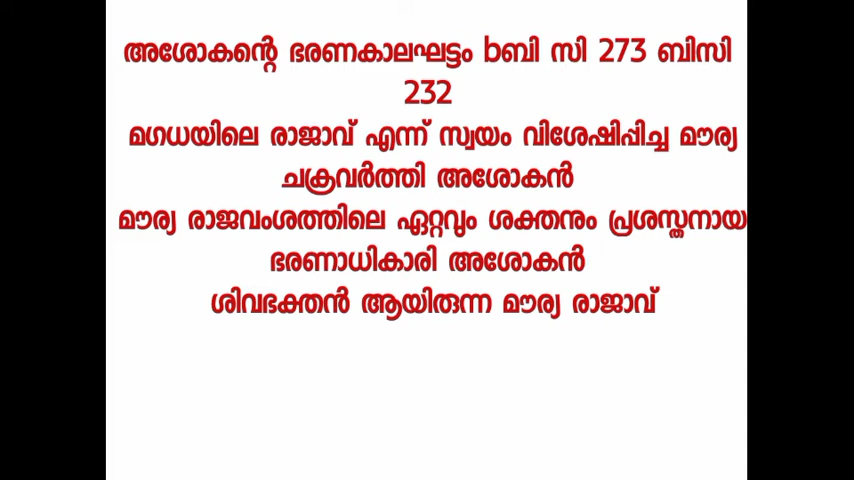 അശോകന്റെ ഭരണകാലഘട്ടം bബി സി 273 ബിസി
232
മഗധയിലെ രാജാവ് എന്ന് സ്വയം വിശേഷിപ്പിച്ച മൗര്യ
ചക്രവർത്തി അശോകൻ
മൗര്യ രാജവംശത്തിലെ ഏറ്റവും ശക്തനും പ്രശസ്തനായ
ഭരണാധികാരി അശോകൻ
ശിവഭക്തൻ ആയിരുന്ന മൗര്യ രാജാവ്